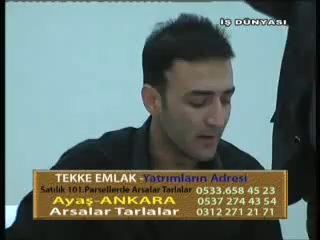 İŞ DÜNYASI
TEKKE EMLAK -Yatrımların Adresi
Satılık 101.Parsellerde Arsalar Tarlalar 0533.658 45 23
Ayaş-ANKARA 0537 274 43 54
Arsalar Tarlalar 0312 271 21 71